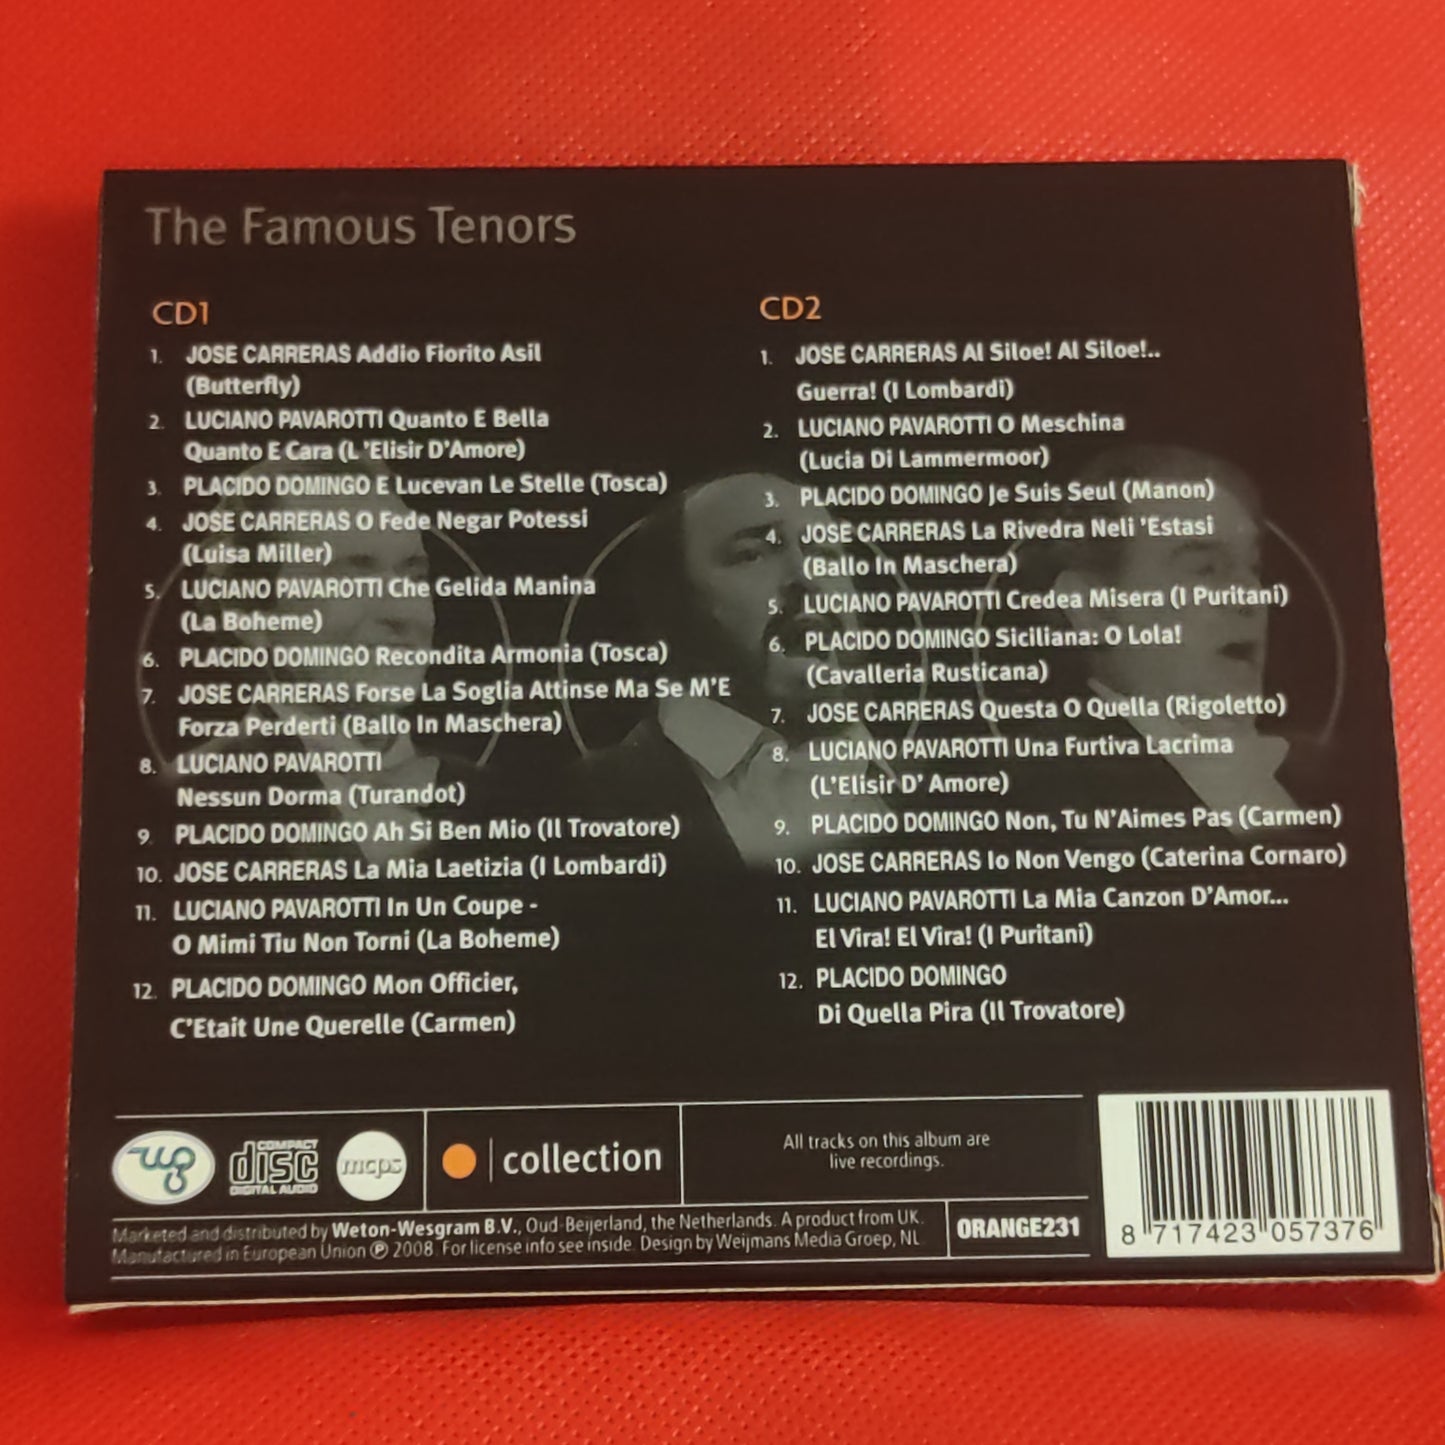 The Famous Tenors
CD1
1. JOSE CARRERAS Addio Fiorito Asil
(Butterfly)
2. LUCIANO PAVAROTTI Quanto E Bella
Quanto E Cara (L 'Elisir D'Amore)
3. PLACIDO DOMINGO E Lucevan Le Stelle (Tosca)
4. JOSE CARRERAS O Fede Negar Potessi
(Luisa Miller)
5. LUCIANO PAVAROTTI Che Gelida Manina
(La Boheme)
6. PLACIDO DOMINGO Recondita Armonia (Tosca)
7. JOSE CARRERAS Forse La Soglia Attinse Ma Se M'E
Forza Perderti (Ballo In Maschera)
8. LUCIANO PAVAROTTI
Nessun Dorma (Turandot)
9. PLACIDO DOMINGO Ah Si Ben Mio (Il Trovatore)
10. JOSE CARRERAS La Mia Laetizia (I Lombardi)
11. LUCIANO PAVAROTTI In Un Coupe -
O Mimi Tiu Non Torni (La Boheme)
12. PLACIDO DOMINGO Mon Officier,
C'Etait Une Querelle (Carmen)
CD2
1. JOSE CARRERAS Al Siloe! Al Siloe!..
Guerra! (I Lombardi)
2. LUCIANO PAVAROTTI O Meschina
(Lucia Di Lammermoor)
3. PLACIDO DOMINGO Je Suis Seul (Manon)
4. JOSE CARRERAS La Rivedra Neli 'Estasi
(Ballo In Maschera)
5. LUCIANO PAVAROTTI Credea Misera (I Puritani)
6. PLACIDO DOMINGO Siciliana: O Lola!
(Cavalleria Rusticana)
7. JOSE CARRERAS Questa O Quella (Rigoletto)
8. LUCIANO PAVAROTTI Una Furtiva Lacrima
(L'Elisir D' Amore)
9. PLACIDO DOMINGO Non, Tu N'Aimes Pas (Carmen)
10. JOSE CARRERAS Io Non Vengo (Caterina Cornaro)
11. LUCIANO PAVAROTTI La Mia Canzon D'Amor...
El Vira! El Vira! (I Puritani)
12. PLACIDO DOMINGO
Di Quella Pira (Il Trovatore)
wg
COMPACT
disc
DIGITAL AUDIO
mcps
collection
All tracks on this album are
live recordings.
Marketed and distributed by Weton-Wesgram B.V., Oud-Beijerland, the Netherlands. A product from UK.
Manufactured in European Union ℗ 2008. For license info see inside. Design by Weijmans Media Groep, NL
ORANGE231
8 717423 057376